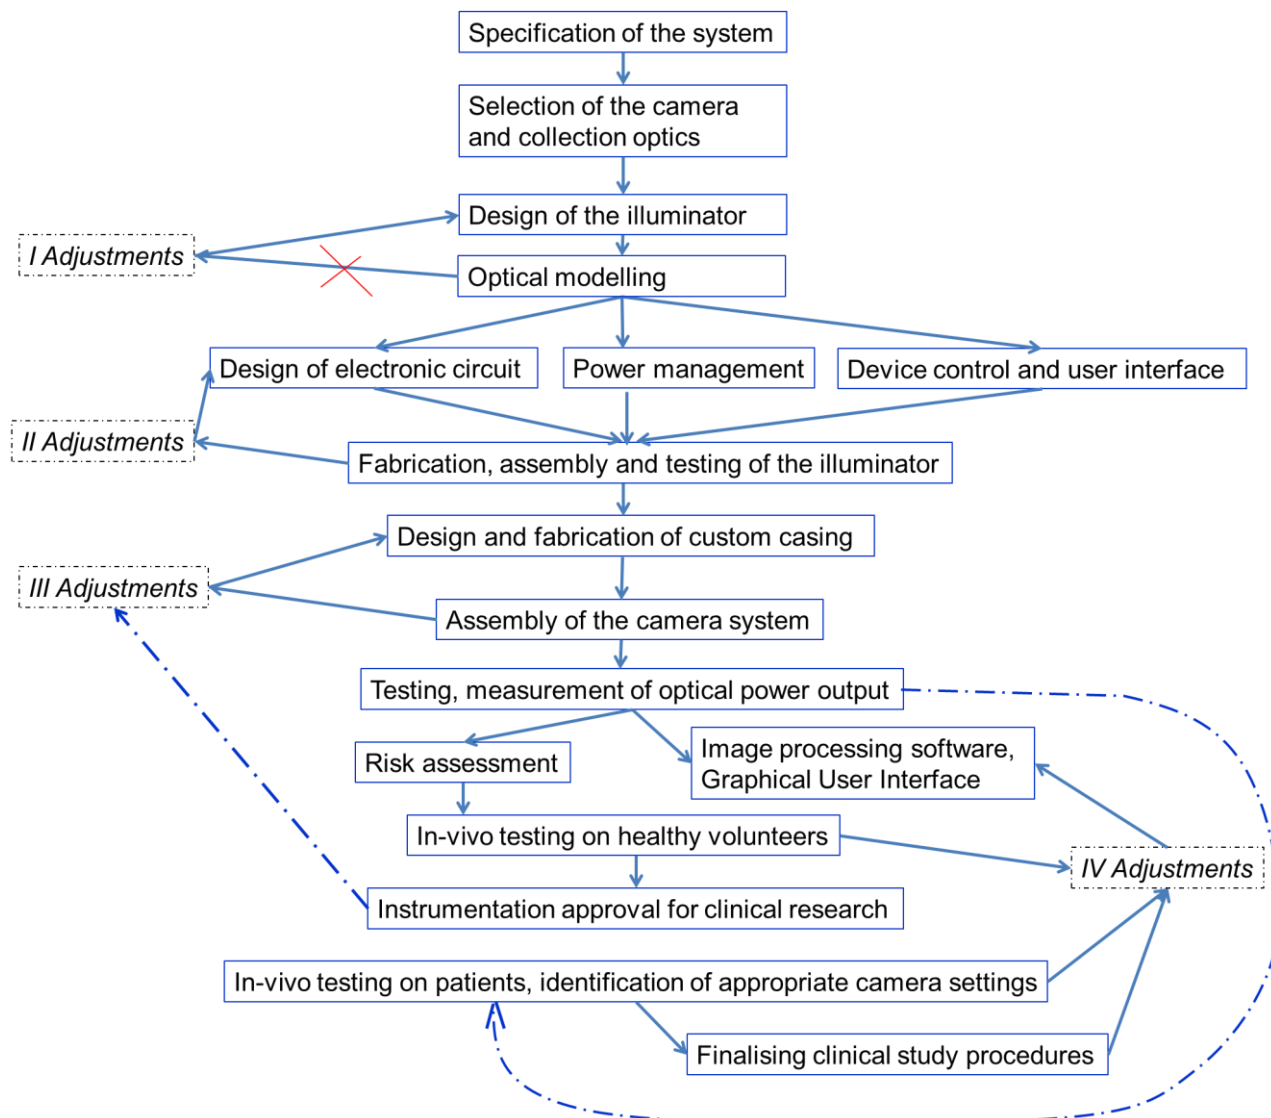 Specification of the system
Selection of the camera
and collection optics
Design of the illuminator
I Adjustments
Optical modelling
Design of electronic circuit
Power management
Device control and user interface
II Adjustments
Fabrication, assembly and testing of the illuminator
Design and fabrication of custom casing
III Adjustments
Assembly of the camera system
Testing, measurement of optical power output
Risk assessment
Image processing software,
Graphical User Interface
In-vivo testing on healthy volunteers
IV Adjustments
Instrumentation approval for clinical research
In-vivo testing on patients, identification of appropriate camera settings
Finalising clinical study procedures